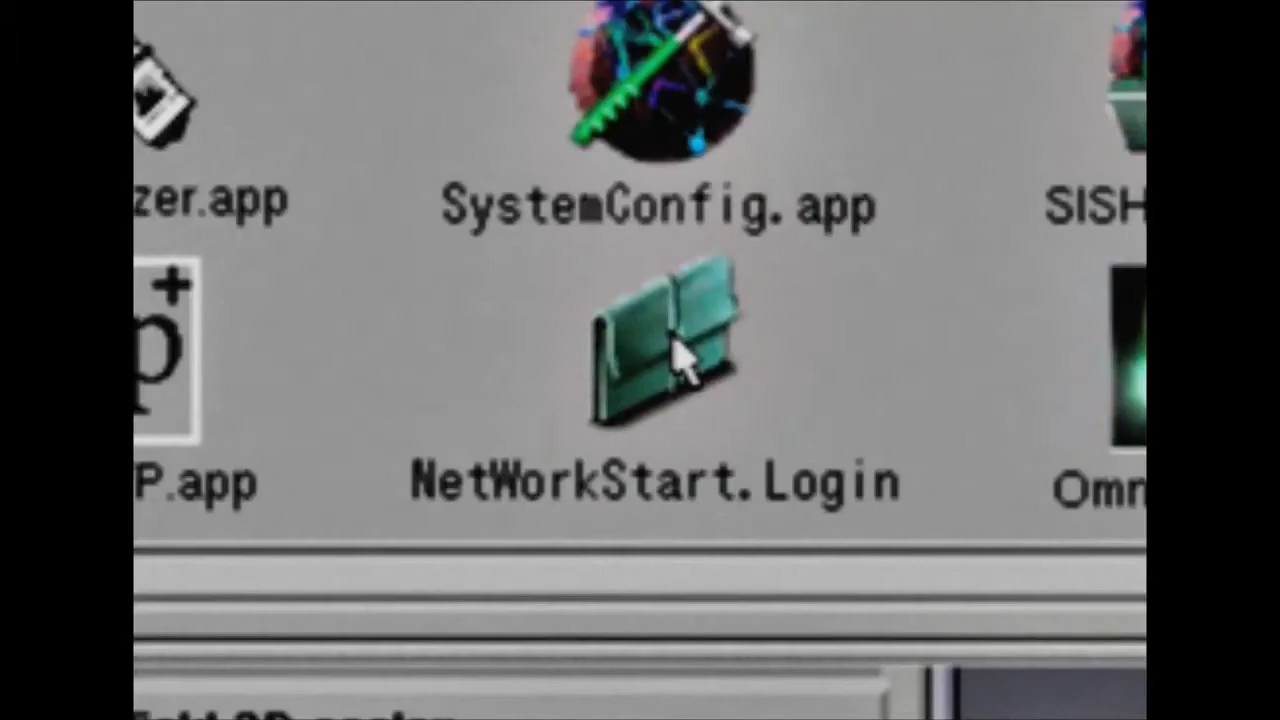 zer.app
SystemConfig.app
SISH
p+
P.app
NetWorkStart.Login
Omn